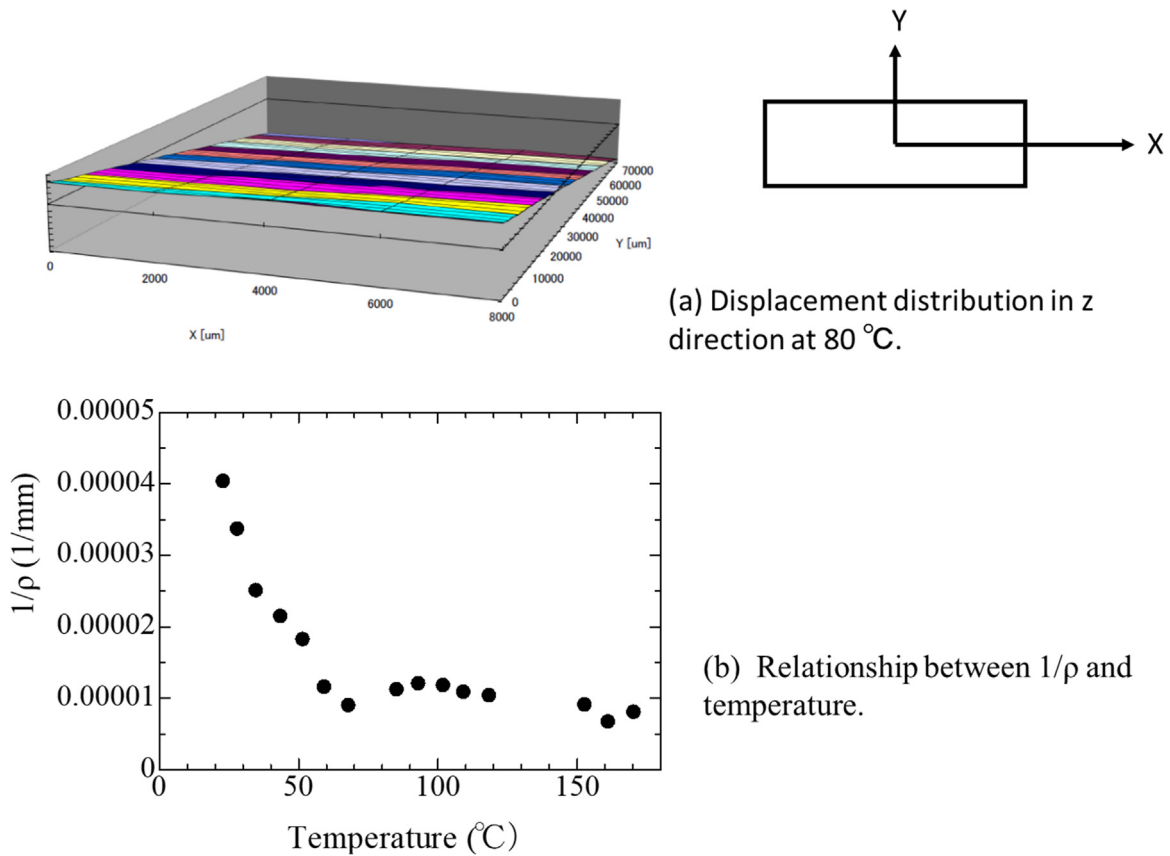 Y
X
70000
60000
50000
40000
30000
20000
10000
0
Y [um]
0
2000
4000
6000
8000
X [um]
(a) Displacement distribution in z
direction at 80 ℃.
0.00005
0.00004
0.00003
0.00002
0.00001
0
1/ρ (1/mm)
0
50
100
150
Temperature (℃)
(b) Relationship between 1/ρ and
temperature.